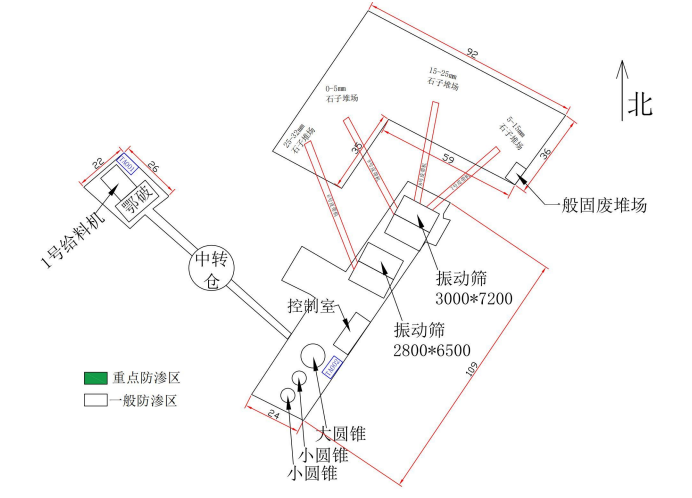 92
15-25mm
石子堆场
0-5mm
石子堆场
5-15mm
石子堆场
25-32mm
石子堆场
北
35
59
36
22
26
鄂破
1号给料机
一般固废堆场
中转
仓
振动筛
3000*7200
控制室
振动筛
2800*6500
109
重点防渗区
一般防渗区
24
大圆锥
小圆锥
小圆锥